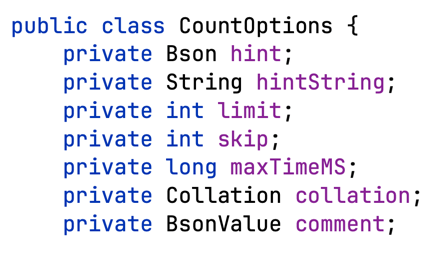 public class CountOptions {
    private Bson hint;
    private String hintString;
    private int limit;
    private int skip;
    private long maxTimeMS;
    private Collation collation;
    private BsonValue comment;